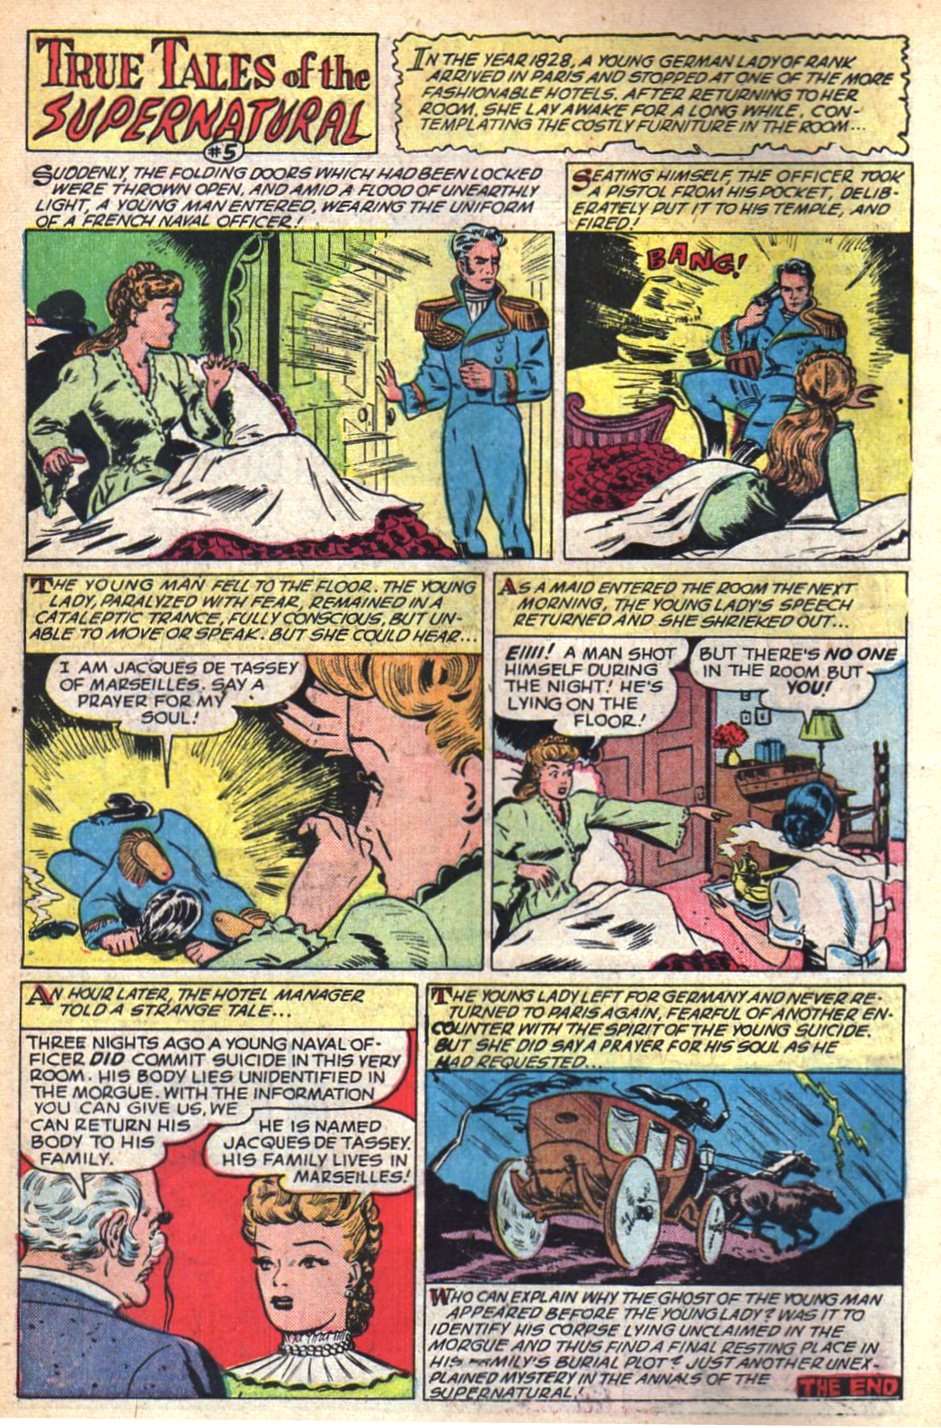 TRUE TALES of the
SUPERNATURAL
#5
IN THE YEAR 1828, A YOUNG GERMAN LADY OF RANK
ARRIVED IN PARIS AND STOPPED AT ONE OF THE MORE
FASHIONABLE HOTELS. AFTER RETURNING TO HER
ROOM, SHE LAY AWAKE FOR A LONG WHILE, CON-
TEMPLATING THE COSTLY FURNITURE IN THE ROOM...
SUDDENLY, THE FOLDING DOORS WHICH HAD BEEN LOCKED
WERE THROWN OPEN, AND AMID A FLOOD OF UNEARTHLY
LIGHT, A YOUNG MAN ENTERED, WEARING THE UNIFORM
OF A FRENCH NAVAL OFFICER!
SEATING HIMSELF, THE OFFICER TOOK
A PISTOL FROM HIS POCKET, DELIB-
ERATELY PUT IT TO HIS TEMPLE, AND
FIRED!
BANG!
THE YOUNG MAN FELL TO THE FLOOR. THE YOUNG
LADY, PARALYZED WITH FEAR, REMAINED IN A
CATALEPTIC TRANCE, FULLY CONSCIOUS, BUT UN-
ABLE TO MOVE OR SPEAK. BUT SHE COULD HEAR...
I AM JACQUES DE TASSEY
OF MARSEILLES. SAY A
PRAYER FOR MY
SOUL!
AS A MAID ENTERED THE ROOM THE NEXT
MORNING, THE YOUNG LADY'S SPEECH
RETURNED AND SHE SHRIEKED OUT...
EIIII! A MAN SHOT
HIMSELF DURING
THE NIGHT! HE'S
LYING ON THE
FLOOR!
BUT THERE'S NO ONE
IN THE ROOM BUT
YOU!
AN HOUR LATER, THE HOTEL MANAGER
TOLD A STRANGE TALE...
THREE NIGHTS AGO A YOUNG NAVAL OF-
FICER DID COMMIT SUICIDE IN THIS VERY
ROOM. HIS BODY LIES UNIDENTIFIED IN
THE MORGUE. WITH THE INFORMATION
YOU CAN GIVE US, WE
CAN RETURN HIS
BODY TO HIS
FAMILY.
HE IS NAMED
JACQUES DE TASSEY.
HIS FAMILY LIVES IN
MARSEILLES!
THE YOUNG LADY LEFT FOR GERMANY AND NEVER RE-
TURNED TO PARIS AGAIN, FEARFUL OF ANOTHER EN-
COUNTER WITH THE SPIRIT OF THE YOUNG SUICIDE.
BUT SHE DID SAY A PRAYER FOR HIS SOUL AS HE
HAD REQUESTED...
WHO CAN EXPLAIN WHY THE GHOST OF THE YOUNG MAN
APPEARED BEFORE THE YOUNG LADY? WAS IT TO
IDENTIFY HIS CORPSE LYING UNCLAIMED IN THE
MORGUE AND THUS FIND A FINAL RESTING PLACE IN
HIS FAMILY'S BURIAL PLOT? JUST ANOTHER UNEX-
PLAINED MYSTERY IN THE ANNALS OF THE
SUPERNATURAL!
THE END